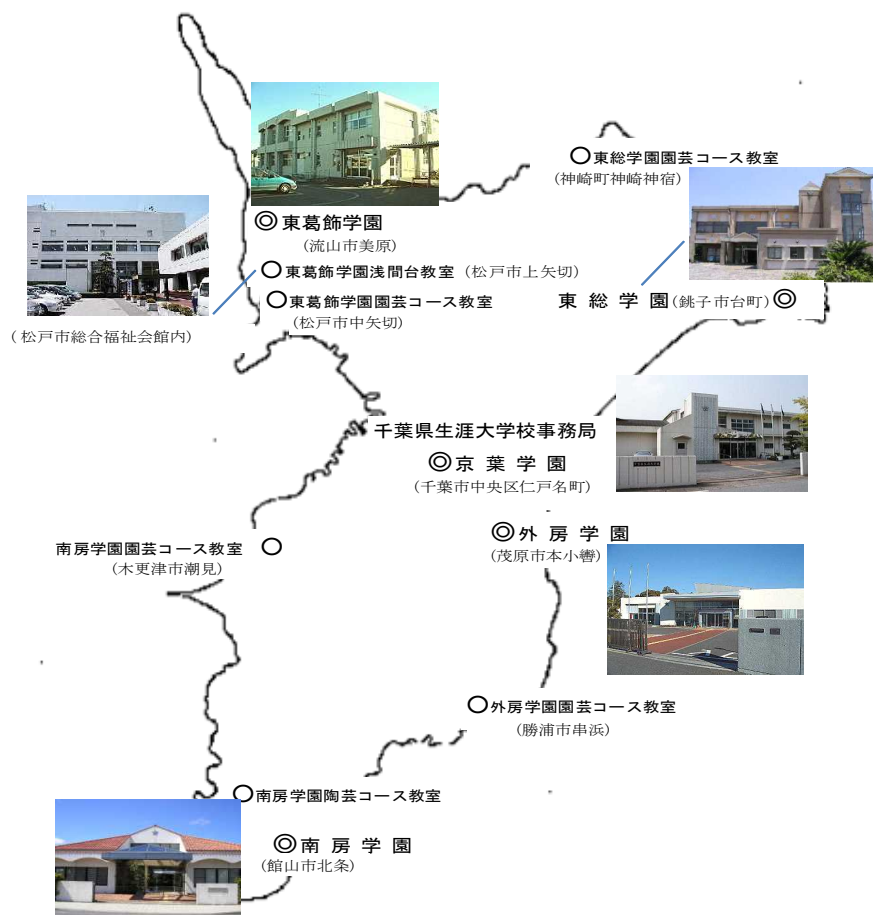 ○東総学園園芸コース教室
(神崎町神崎神宿)
◎東葛飾学園
(流山市美原)
○東葛飾学園浅間台教室(松戸市上矢切)
○東葛飾学園園芸コース教室
(松戸市中矢切)
(松戸市総合福祉会館内)
東総学園(銚子市台町)◎
千葉県生涯大学校事務局
◎京葉学園
(千葉市中央区仁戸名町)
◎外房学園
(茂原市本小轡)
南房学園園芸コース教室 ○
(木更津市潮見)
○外房学園園芸コース教室
(勝浦市串浜)
○南房学園陶芸コース教室
◎南房学園
(館山市北条)